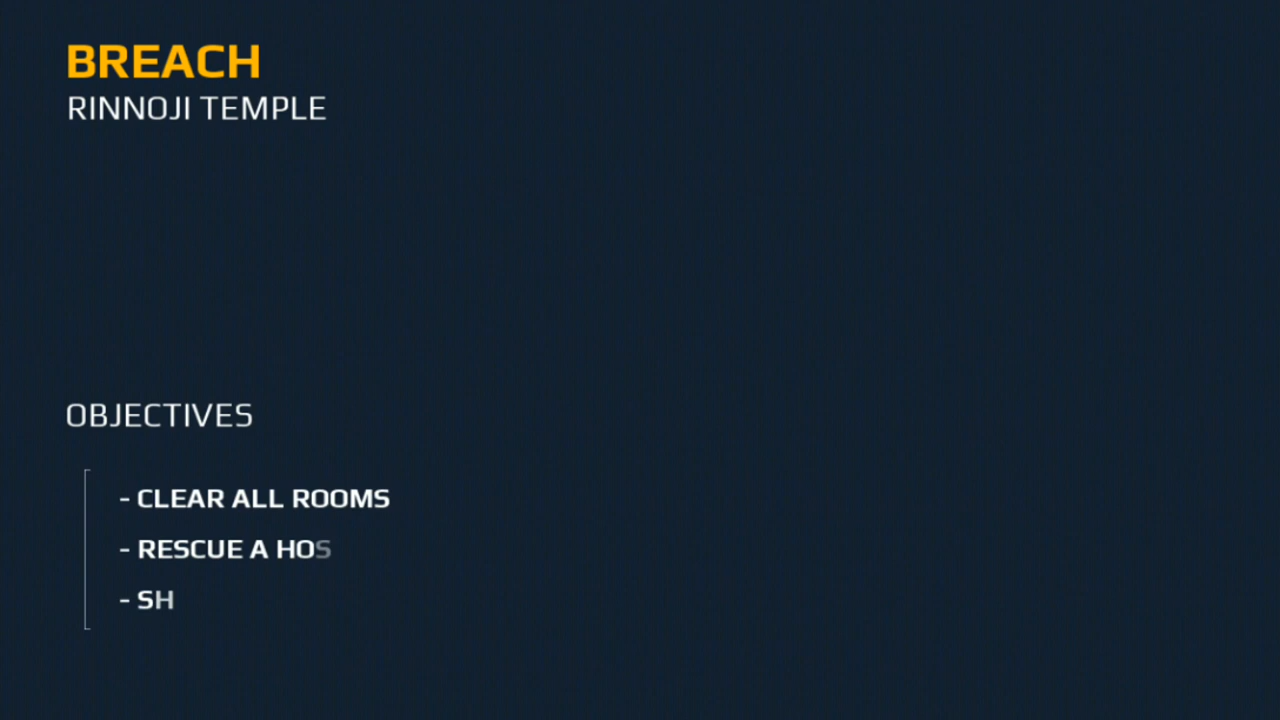 BREACH
RINNOJI TEMPLE
OBJECTIVES
- CLEAR ALL ROOMS
- RESCUE A HOS
- SH